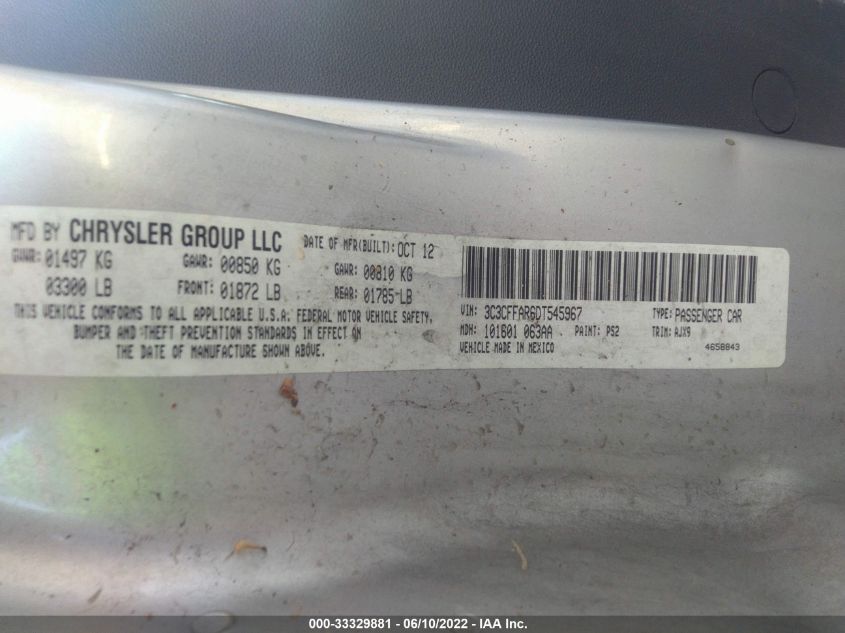 MFD BY CHRYSLER GROUP LLC DATE OF MFR(BUILT): OCT 12
GVWR: 01497 KG GAWR: 00850 KG GAWR: 00810 KG
03300 LB FRONT: 01872 LB REAR: 01785 LB
THIS VEHICLE CONFORMS TO ALL APPLICABLE U.S.A. FEDERAL MOTOR VEHICLE SAFETY,
BUMPER AND THEFT PREVENTION STANDARDS IN EFFECT ON
THE DATE OF MANUFACTURE SHOWN ABOVE.
VIN: 3C3CFFAR6DT545967 TYPE: PASSENGER CAR
MDH: 101601 063AA PAINT: PS2 TRIM: AJX9
VEHICLE MADE IN MEXICO 4658843
000-33329881 - 06/10/2022 - IAA Inc.